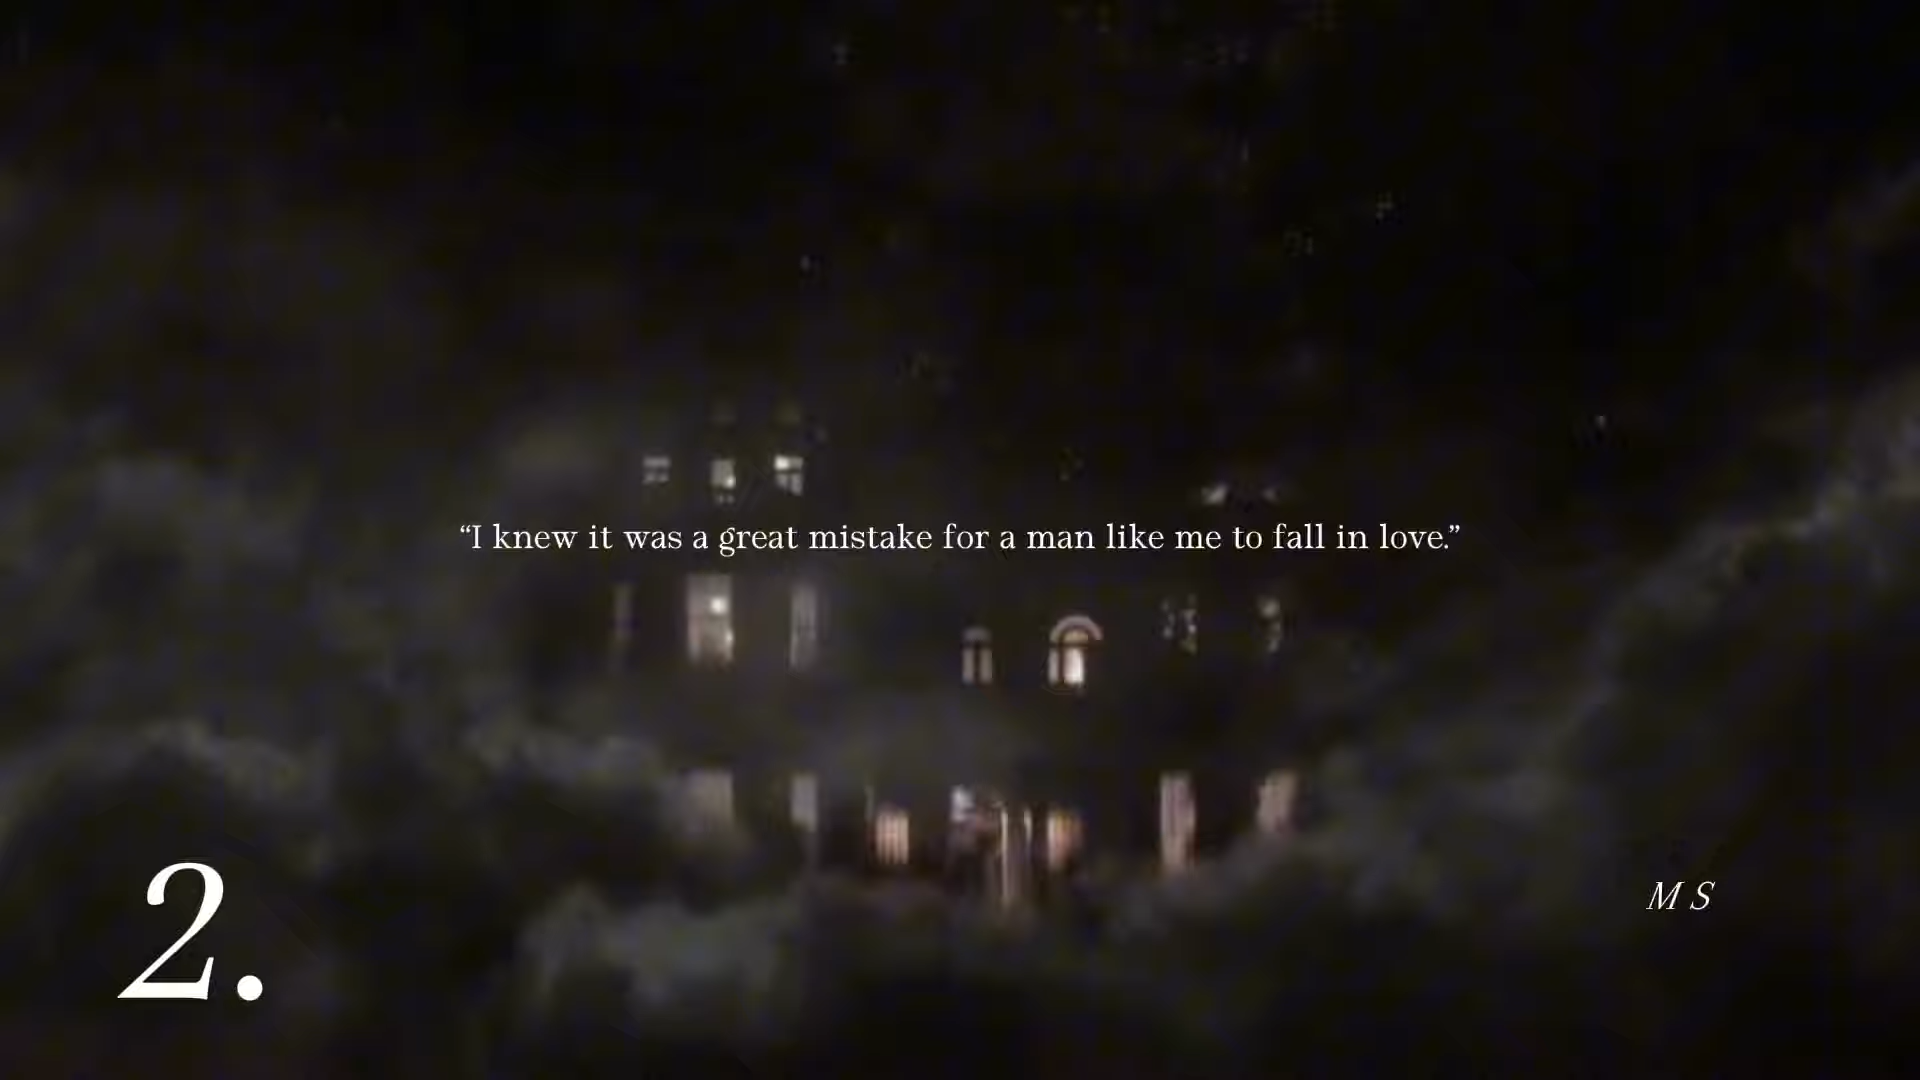 “I knew it was a great mistake for a man like me to fall in love.”
M S
2.